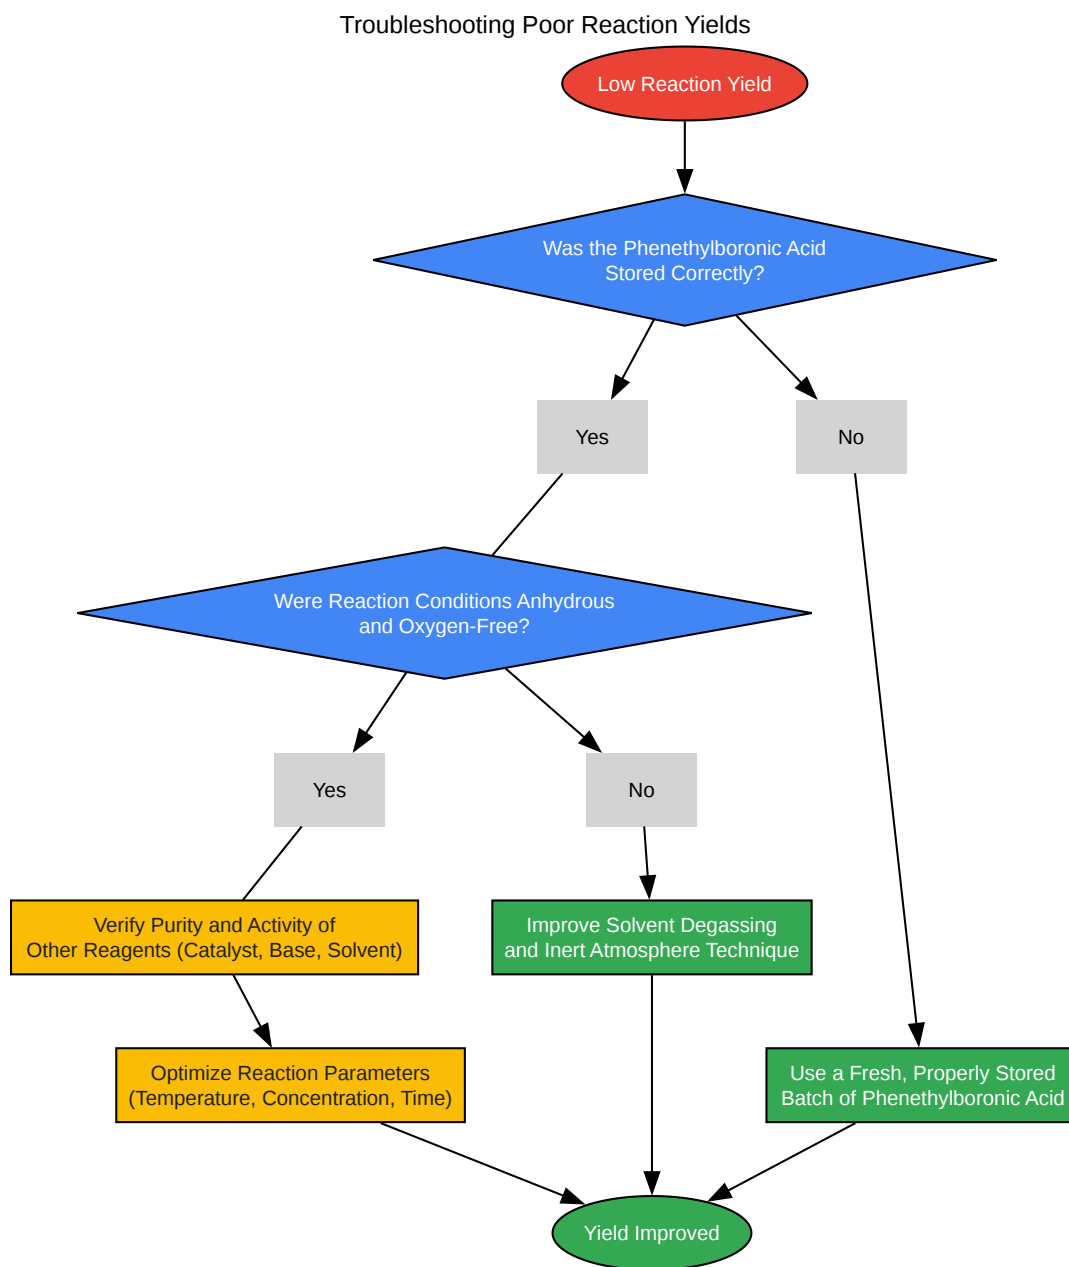 Troubleshooting Poor Reaction Yields
Low Reaction Yield
Was the Phenethylboronic Acid
Stored Correctly?
Yes
No
Were Reaction Conditions Anhydrous
and Oxygen-Free?
Yes
No
Verify Purity and Activity of
Other Reagents (Catalyst, Base, Solvent)
Improve Solvent Degassing
and Inert Atmosphere Technique
Optimize Reaction Parameters
(Temperature, Concentration, Time)
Use a Fresh, Properly Stored
Batch of Phenethylboronic Acid
Yield Improved